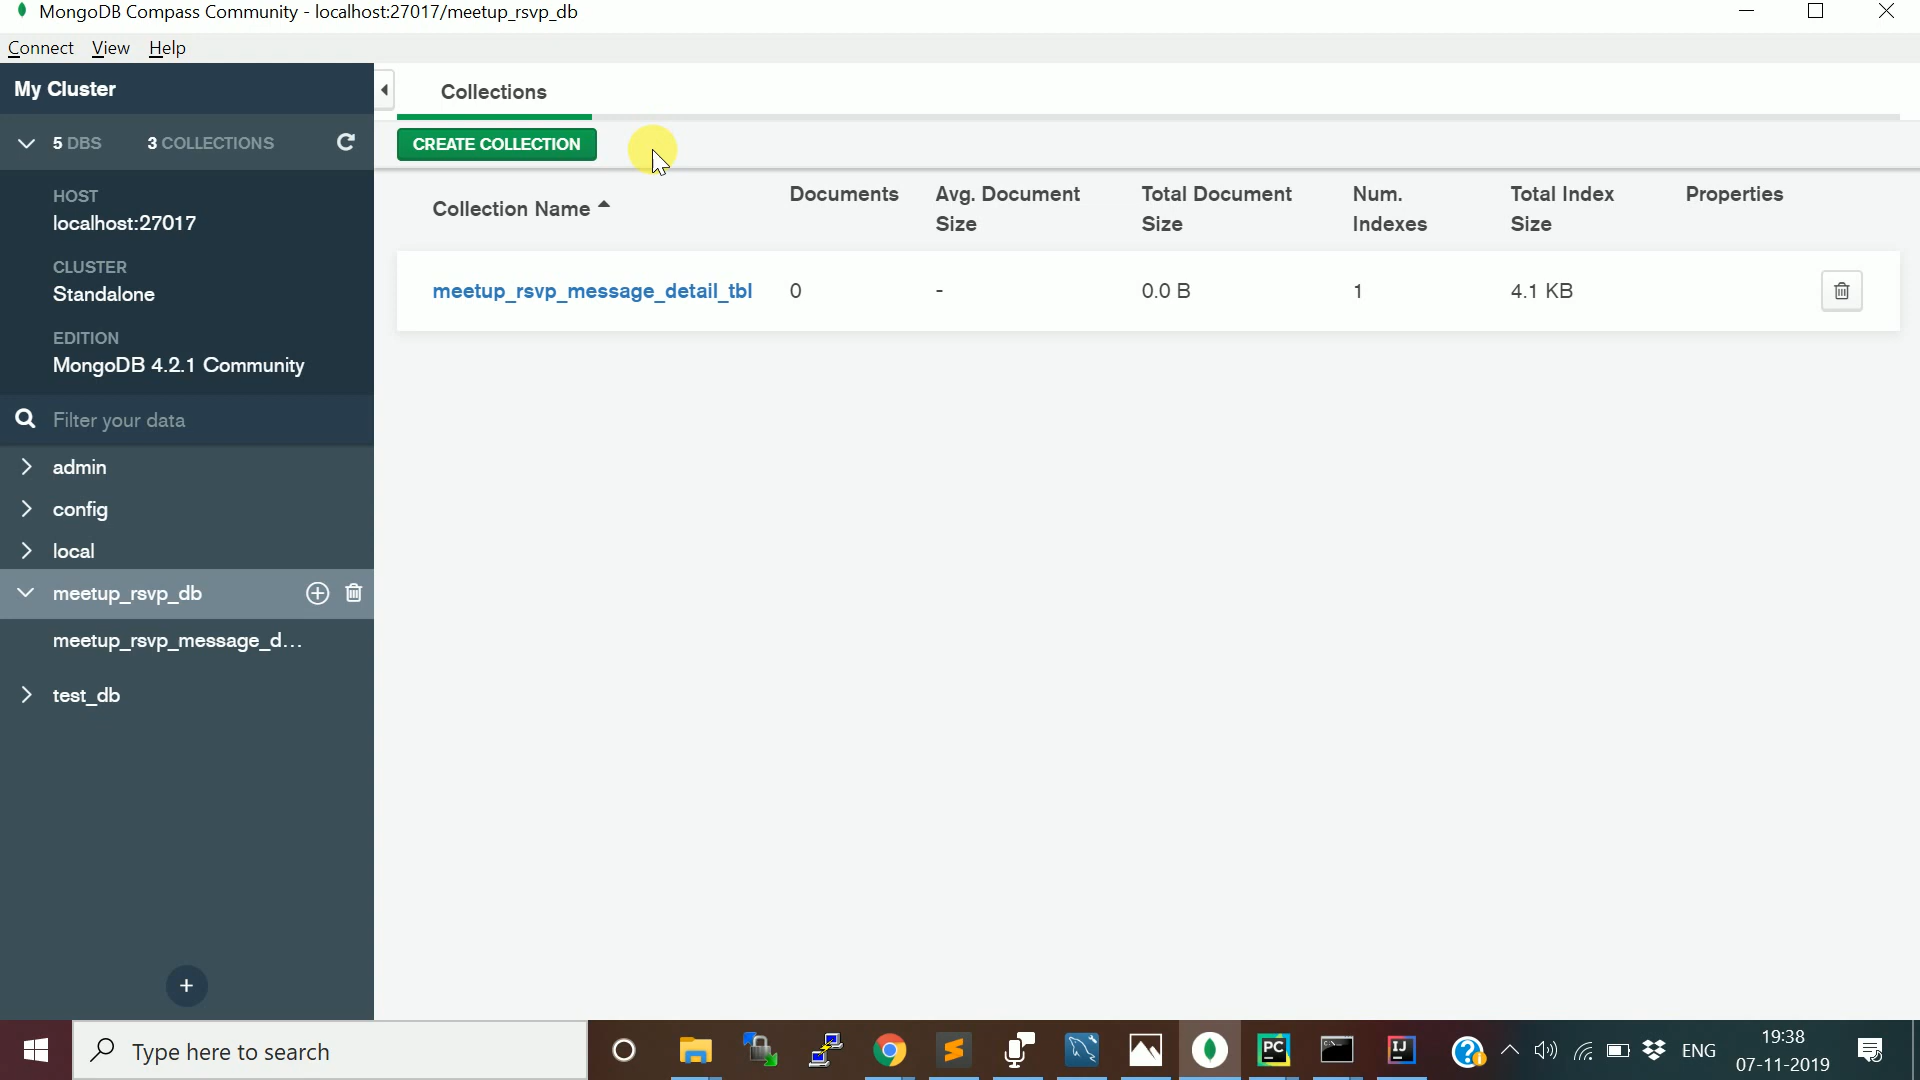 MongoDB Compass Community - localhost:27017/meetup_rsvp_db
Connect View Help
My Cluster
5 DBS 3 COLLECTIONS
HOST
localhost:27017
CLUSTER
Standalone
EDITION
MongoDB 4.2.1 Community
Filter your data
admin
config
local
meetup_rsvp_db
meetup_rsvp_message_d...
test_db
Collections
CREATE COLLECTION
Collection Name
Documents
Avg. Document
Size
Total Document
Size
Num.
Indexes
Total Index
Size
Properties
meetup_rsvp_message_detail_tbl 0 - 0.0 B 1 4.1 KB
Type here to search
PC
IJ
ENG
19:38
07-11-2019